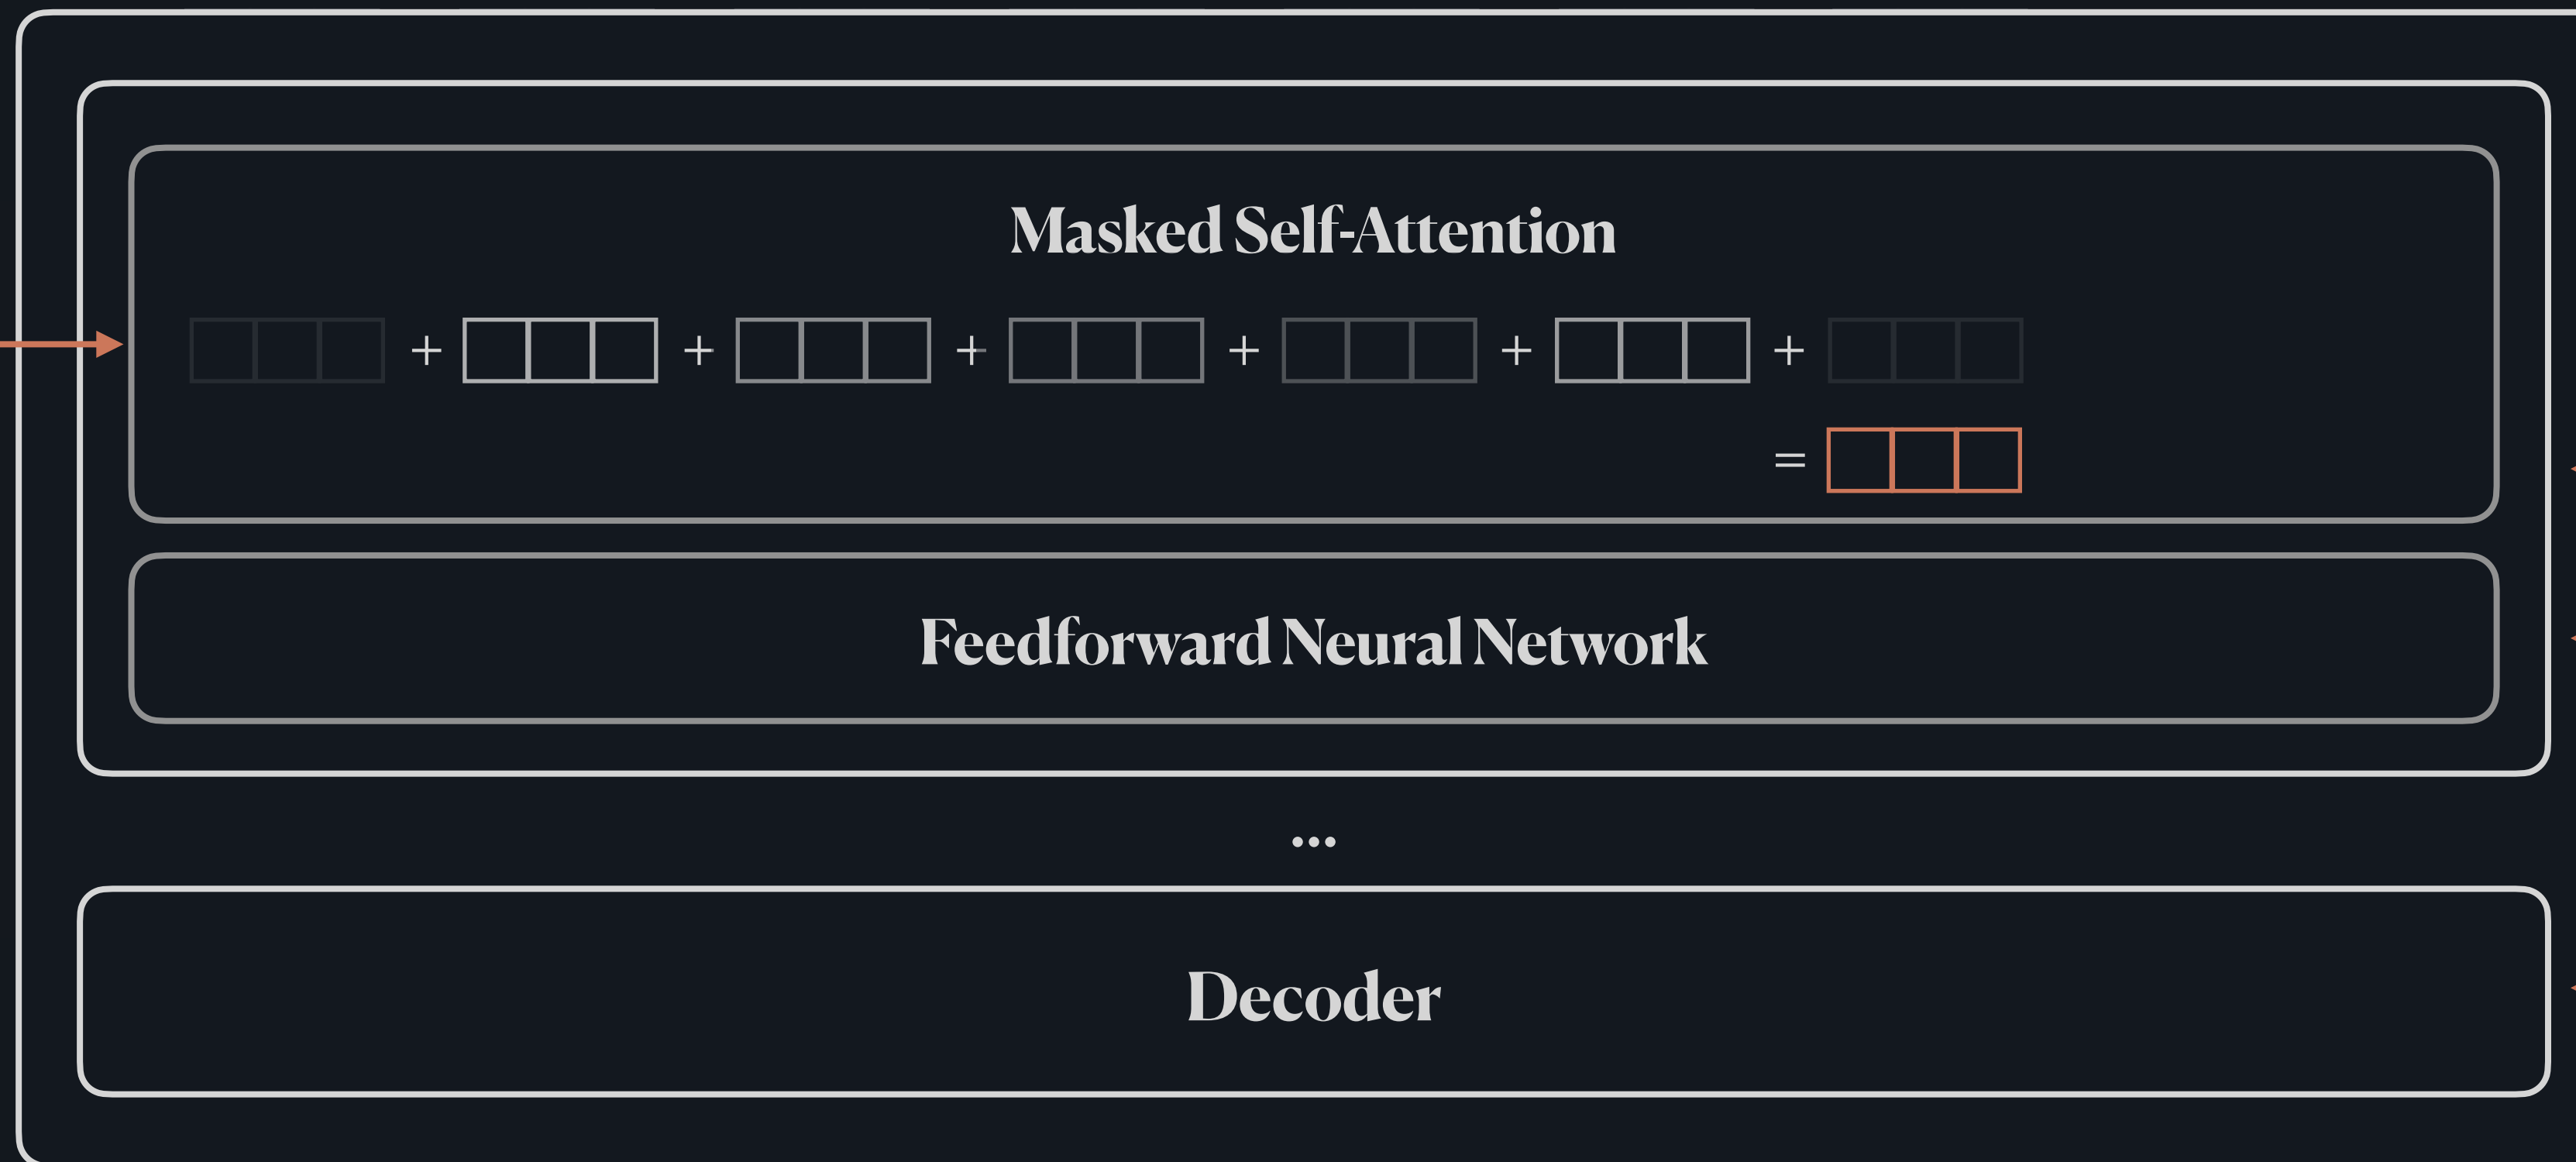 Masked Self-Attention
+ + + + + +
=
Feedforward Neural Network
...
Decoder